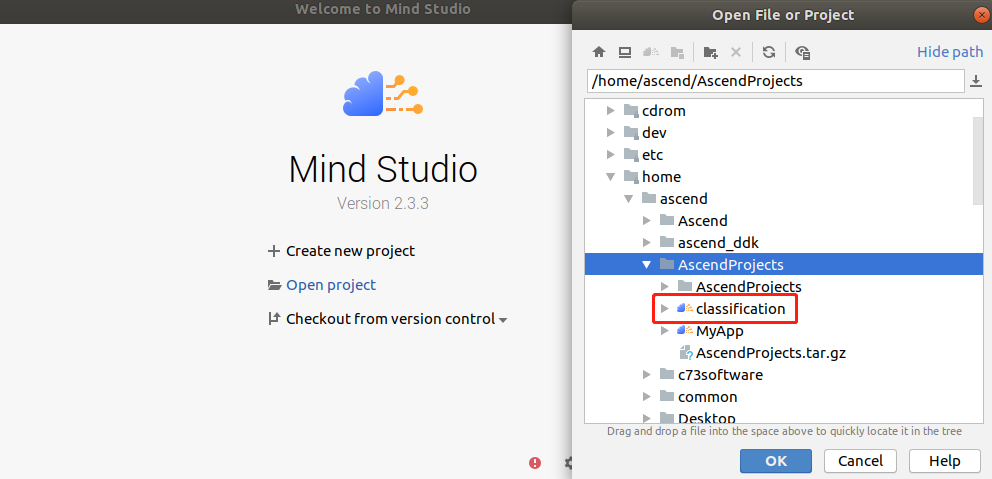 Welcome to Mind Studio
Mind Studio
Version 2.3.3
Create new project
Open project
Checkout from version control
Open File or Project
Hide path
/home/ascend/AscendProjects
cdrom
dev
etc
home
ascend
Ascend
ascend_ddk
AscendProjects
AscendProjects
classification
MyApp
AscendProjects.tar.gz
c73software
common
Desktop
Drag and drop a file into the space above to quickly locate it in the tree
OK
Cancel
Help